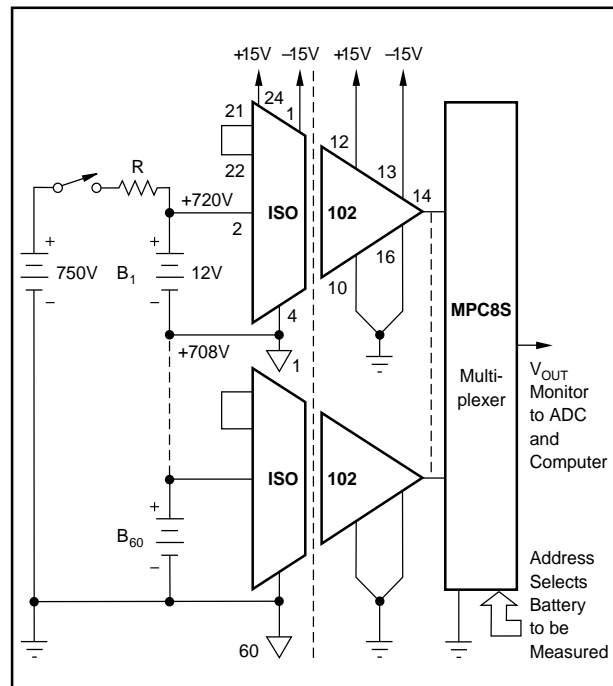 +15V –15V +15V –15V
21 24 1
22
12
13
R
+720V
2
ISO
102
14
+
750V
–
B1
+
12V
–
10
16
4
MPC8S
Multi-
plexer
VOUT
Monitor
to ADC
and
Computer
+708V
1
ISO
102
+
B60
–
60
Address
Selects
Battery
to be
Measured